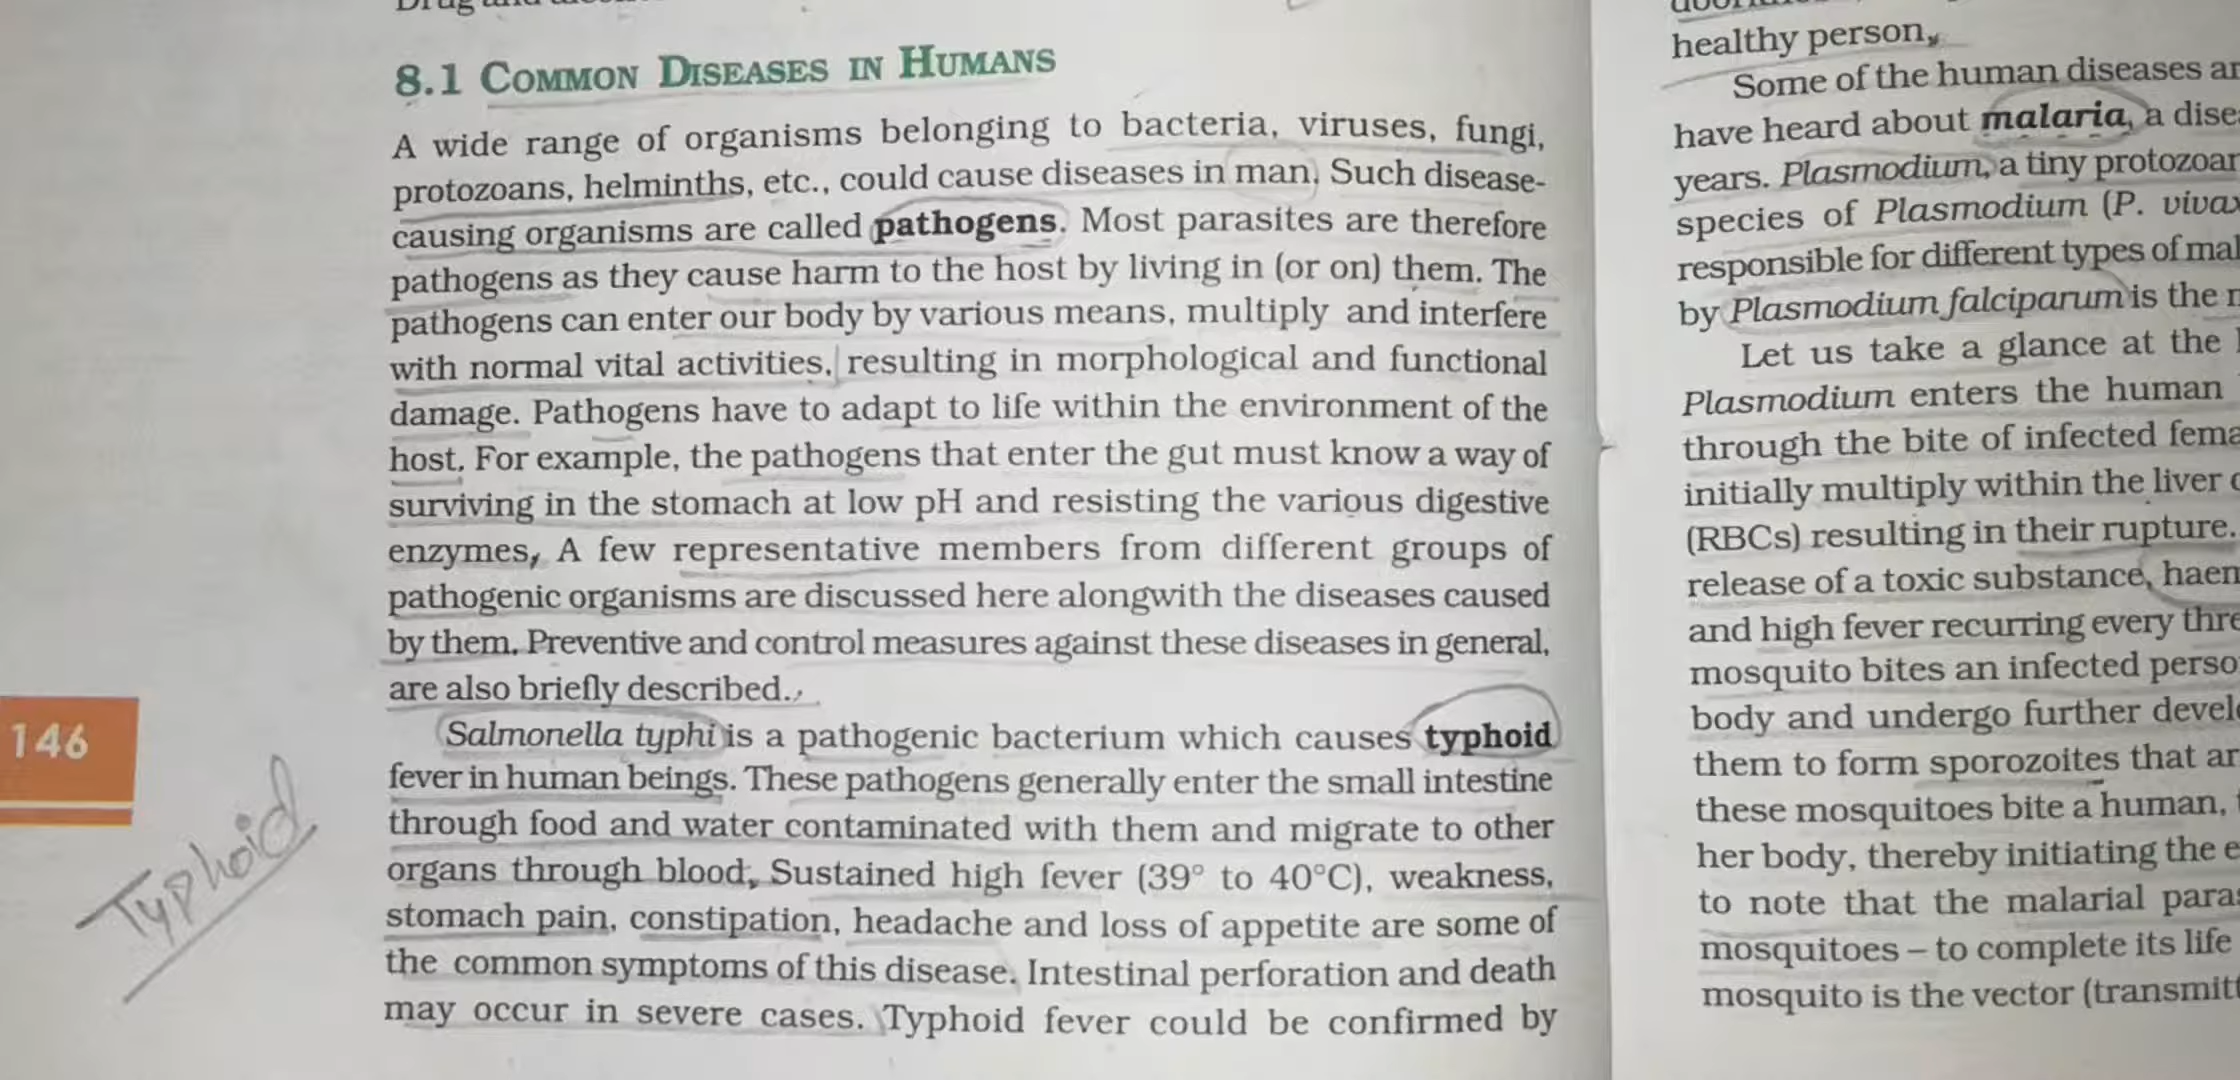 8.1 COMMON DISEASES IN HUMANS
A wide range of organisms belonging to bacteria, viruses, fungi,
protozoans, helminths, etc., could cause diseases in man. Such disease-
causing organisms are called pathogens. Most parasites are therefore
pathogens as they cause harm to the host by living in (or on) them. The
pathogens can enter our body by various means, multiply and interfere
with normal vital activities, resulting in morphological and functional
damage. Pathogens have to adapt to life within the environment of the
host. For example, the pathogens that enter the gut must know a way of
surviving in the stomach at low pH and resisting the various digestive
enzymes, A few representative members from different groups of
pathogenic organisms are discussed here alongwith the diseases caused
by them. Preventive and control measures against these diseases in general,
are also briefly described.
Salmonella typhi is a pathogenic bacterium which causes typhoid
fever in human beings. These pathogens generally enter the small intestine
through food and water contaminated with them and migrate to other
organs through blood. Sustained high fever (39° to 40°C), weakness,
stomach pain, constipation, headache and loss of appetite are some of
the common symptoms of this disease. Intestinal perforation and death
may occur in severe cases. Typhoid fever could be confirmed by
146
Typhoid
healthy person.
Some of the human diseases
have heard about malaria, a
years. Plasmodium, a tiny
species of Plasmodium (P.
responsible for different types of
by Plasmodium falciparum is the
Let us take a glance at the
Plasmodium enters the human
through the bite of infected
initially multiply within the liver
(RBCs) resulting in their rupture.
release of a toxic substance,
and high fever recurring every
mosquito bites an infected
body and undergo further
them to form sporozoites that
these mosquitoes bite a human,
her body, thereby initiating the
to note that the malarial
mosquitoes – to complete its life
mosquito is the vector